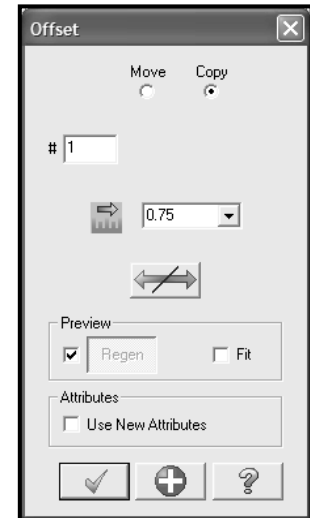 Offset
Move Copy
# 1
0.75
Preview
Regen Fit
Attributes
Use New Attributes